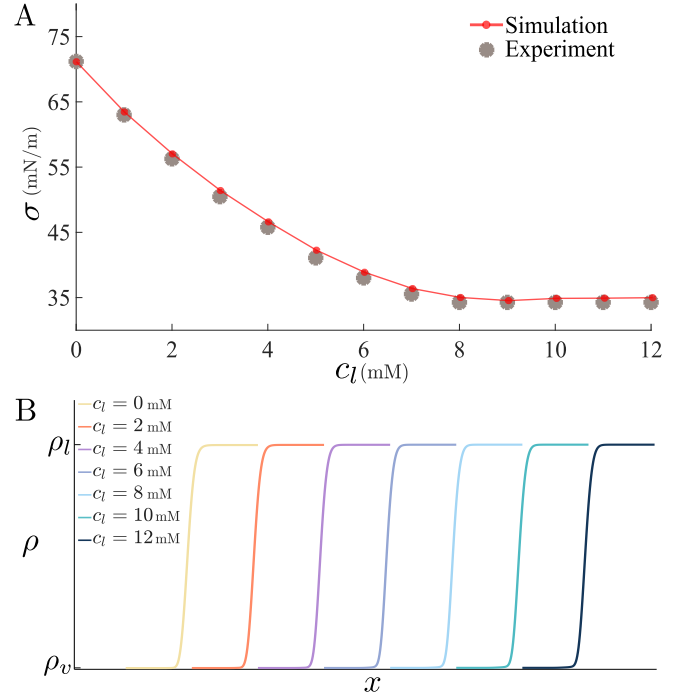 A
75
65
55
45
35
σ (mN/m)
Simulation
Experiment
0 2 4 6 8 10 12
c_l (mM)
B
c_l = 0 mM
c_l = 2 mM
c_l = 4 mM
c_l = 6 mM
c_l = 8 mM
c_l = 10 mM
c_l = 12 mM
ρ_l
ρ
ρ_v
x